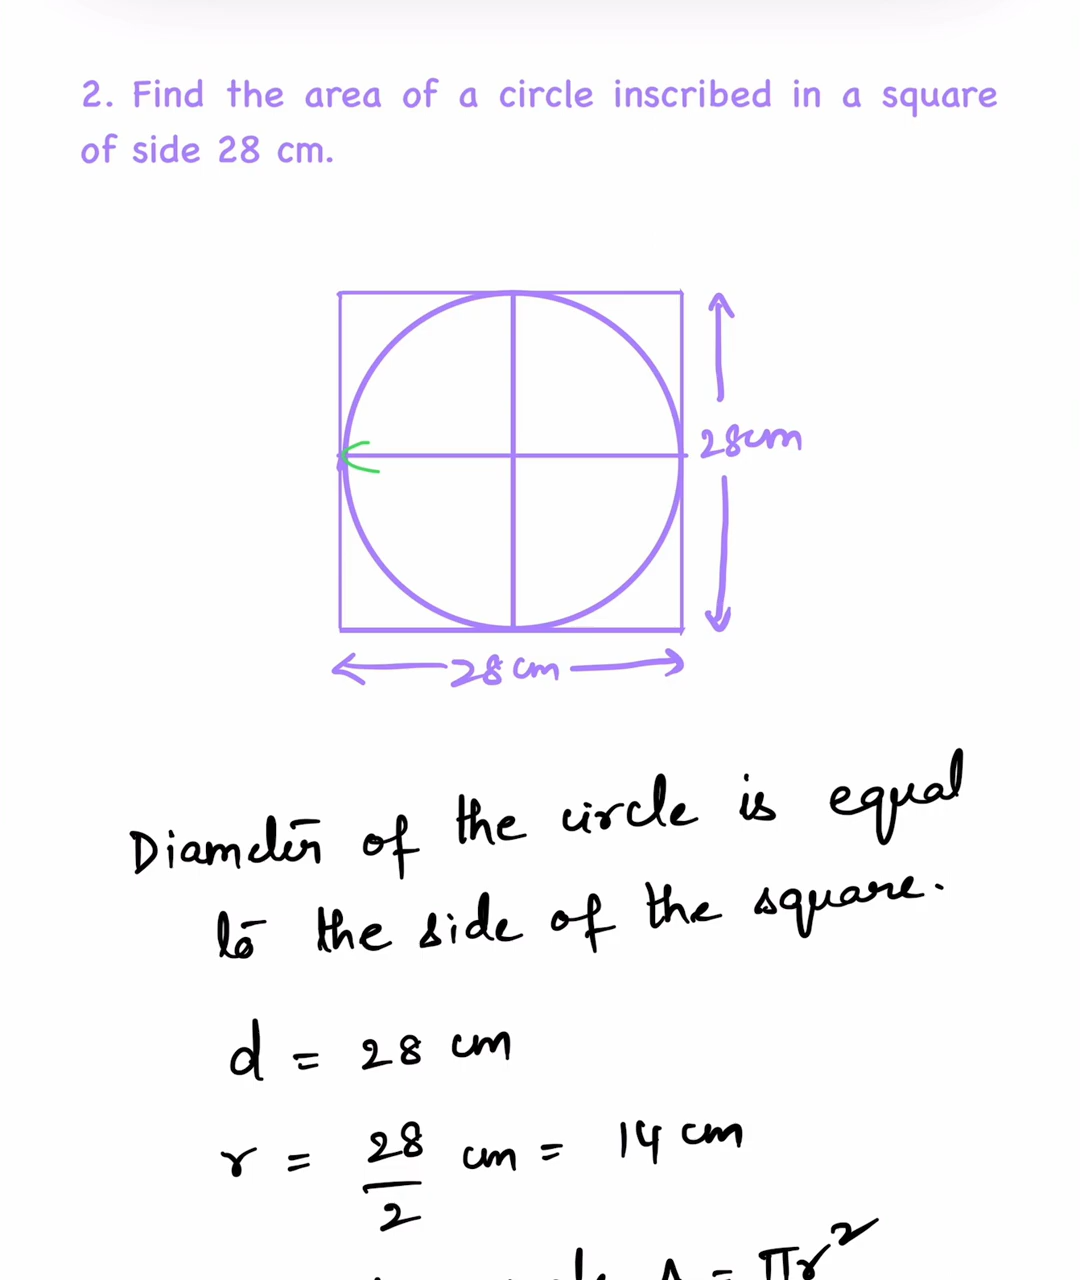 2. Find the area of a circle inscribed in a square
of side 28 cm.
28cm
28 cm
Diameter of the circle is equal
to the side of the square.
d = 28 cm
r = 28/2 cm = 14 cm
A = πr²